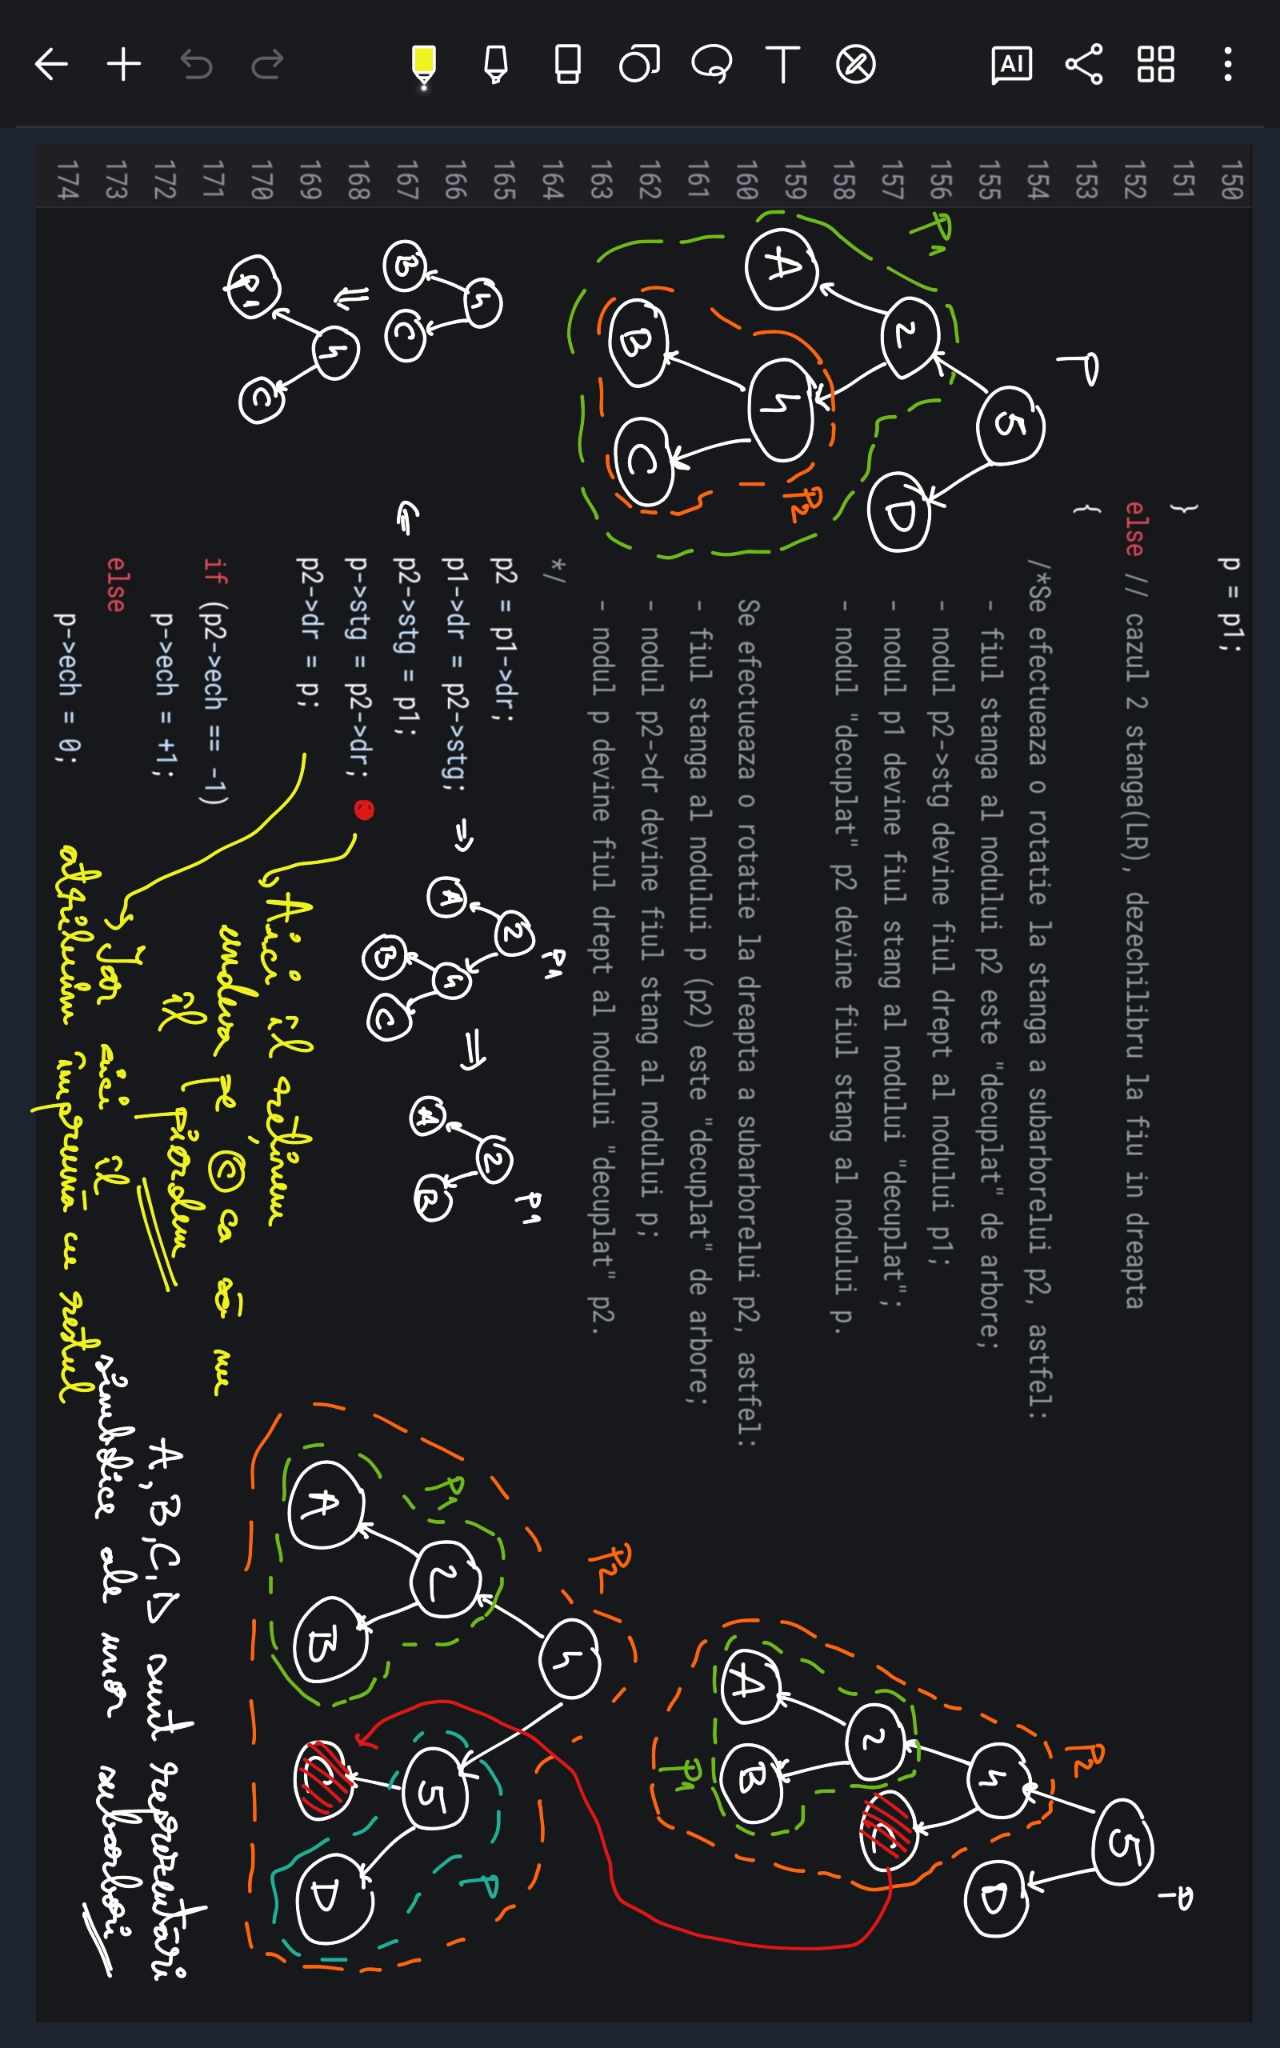 150 p = p1;
151 }
152 else // cazul 2 stanga(LR), dezechilibru la fiu in dreapta
153 {
154 /*Se efectueaza o rotatie la stanga a subarborelui p2, astfel:
155 - fiul stanga al nodului p2 este "decuplat" de arbore;
156 - nodul p2->stg devine fiul drept al nodului p1;
157 - nodul p1 devine fiul stang al nodului "decuplat";
158 - nodul "decuplat" p2 devine fiul stang al nodului p.
159
160 Se efectueaza o rotatie la dreapta a subarborelui p2, astfel:
161 - fiul stanga al nodului p (p2) este "decuplat" de arbore;
162 - nodul p2->dr devine fiul stang al nodului p;
163 - nodul p devine fiul drept al nodului "decuplat" p2.
164 */
165 p2 = p1->dr;
166 p1->dr = p2->stg;
167 p2->stg = p1;
168 p->stg = p2->dr;
169 p2->dr = p;
170
171 if (p2->ech == -1)
172 p->ech = +1;
173 else
174 p->ech = 0;
P
5
P1
2
D
A
4
P2
B
C
4
B C
4
P1 C
P1
2
A 4
B C
P1
2
A B
P
5
P2
4
D
2
C
A B
P1
P2
4
P1
2
P
5
A B C D
Aici îl reținem
undeva pe C ca să nu
îl pierdem
Iar aici îl
atribuim împreună cu restul
A, B, C, D sunt reprezentări
simbolice ale unor subarbori
AI